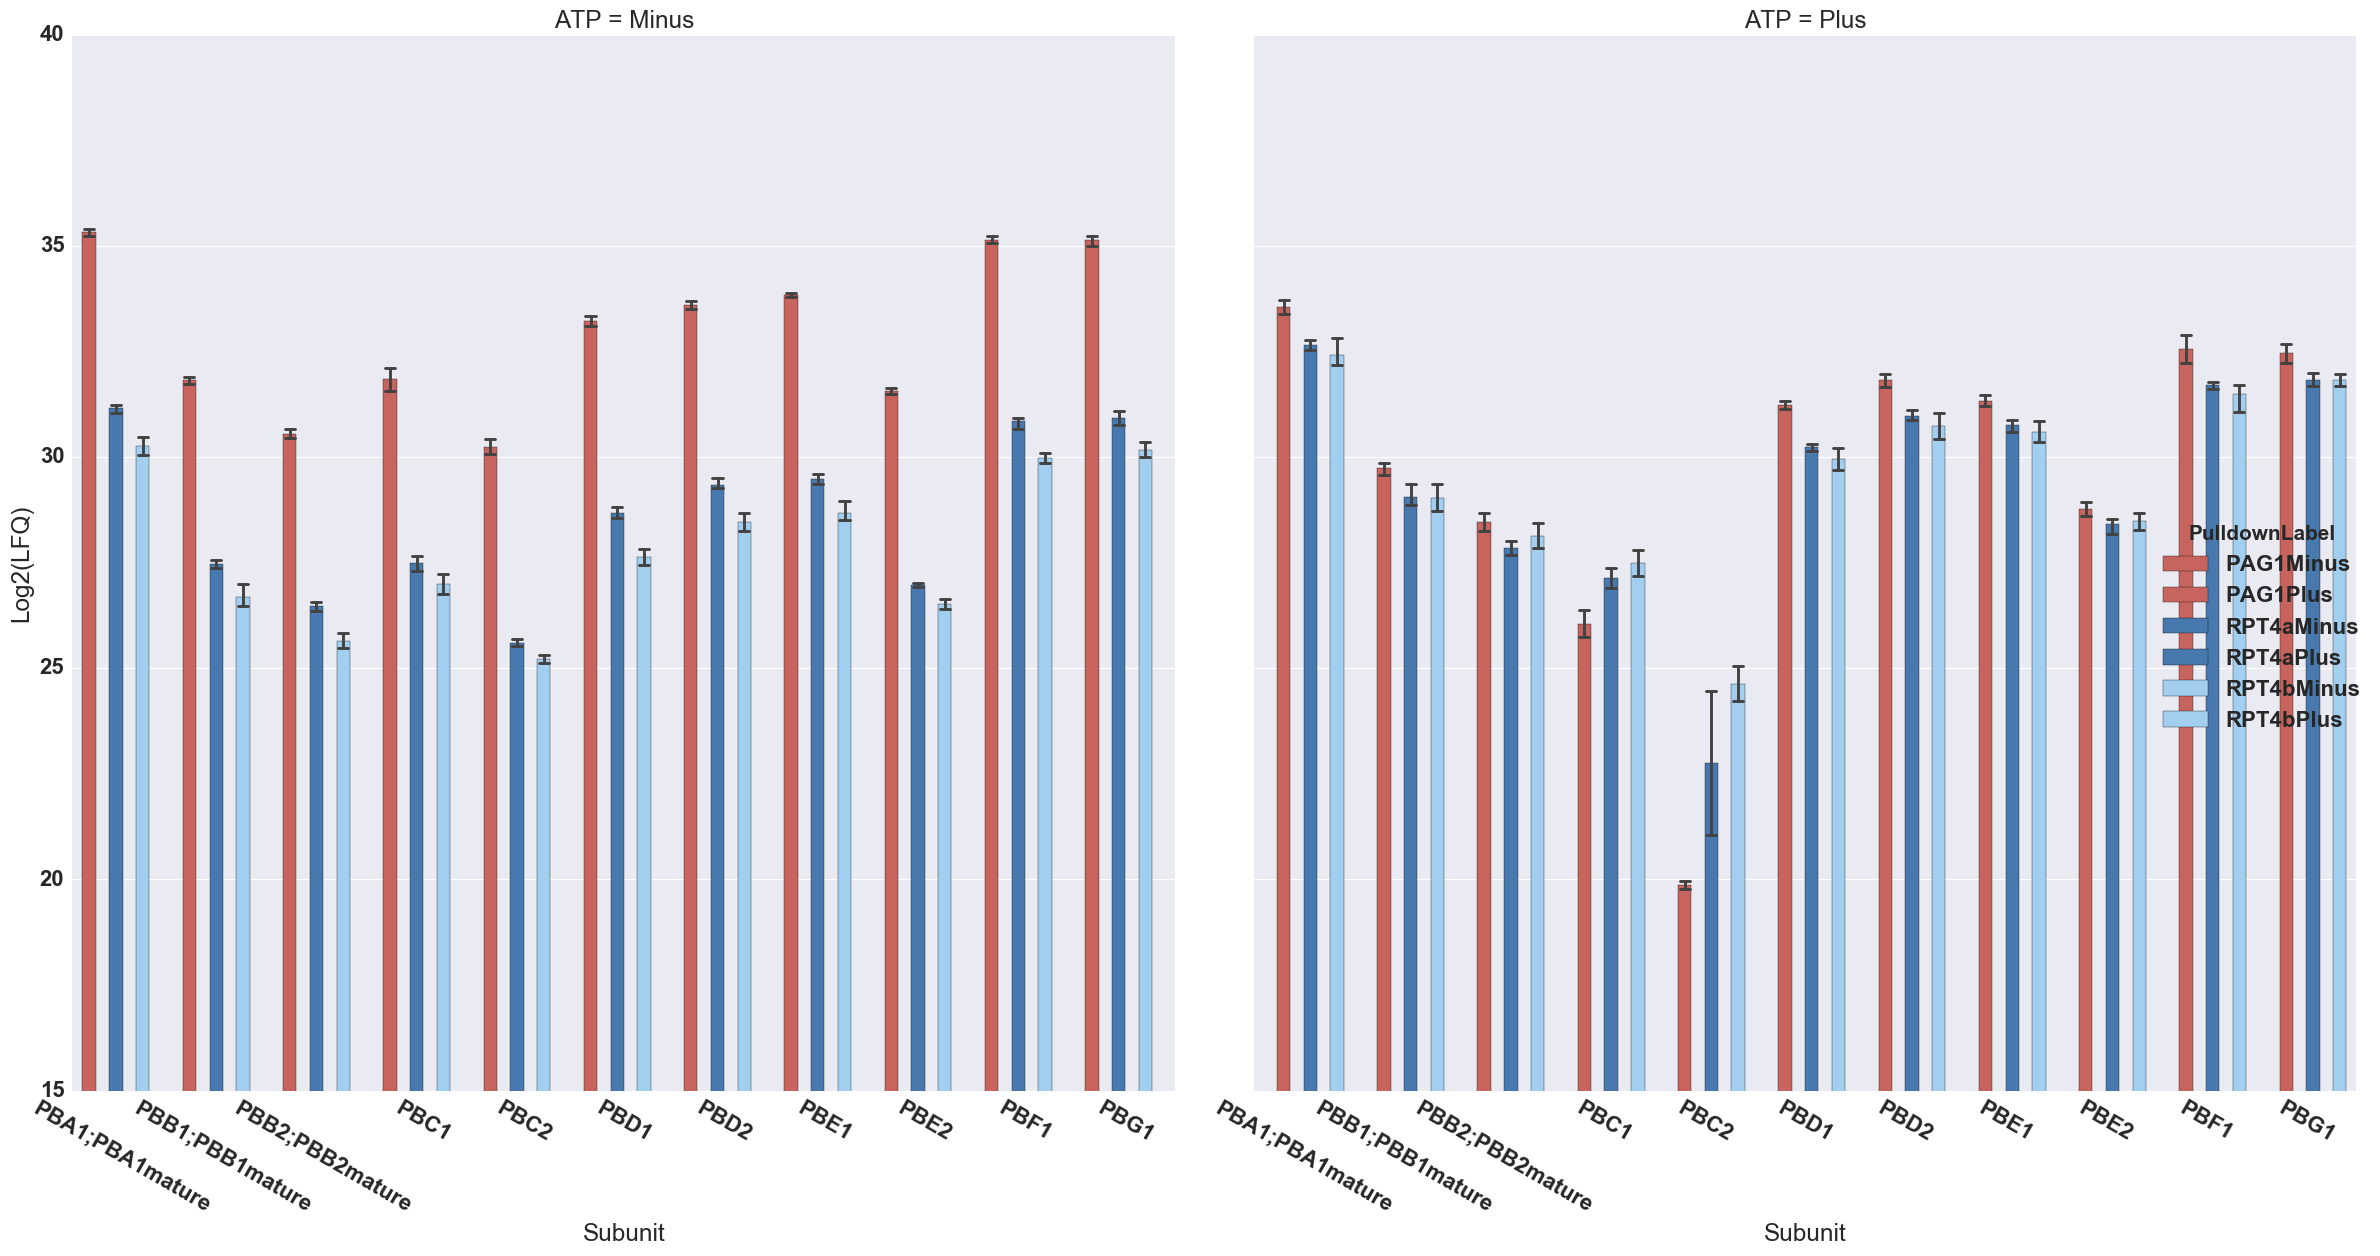 ATP = Minus
ATP = Plus
40
35
30
25
20
15
Log2(LFQ)
PulldownLabel
PAG1Minus
PAG1Plus
RPT4aMinus
RPT4aPlus
RPT4bMinus
RPT4bPlus
PBA1;PBA1mature
PBB1;PBB1mature
PBB2;PBB2mature
PBC1
PBC2
PBD1
PBD2
PBE1
PBE2
PBF1
PBG1
PBA1;PBA1mature
PBB1;PBB1mature
PBB2;PBB2mature
PBC1
PBC2
PBD1
PBD2
PBE1
PBE2
PBF1
PBG1
Subunit
Subunit